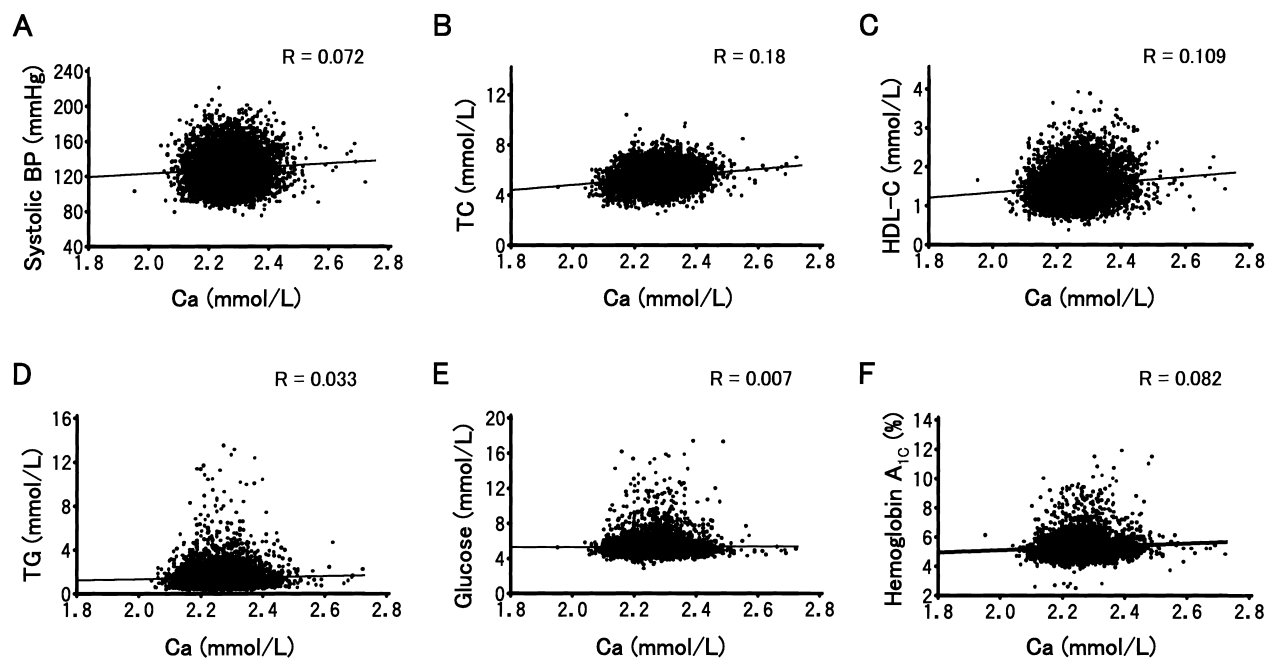 A
B
C
R = 0.072
R = 0.18
R = 0.109
Systolic BP (mmHg)
240
200
160
120
80
40
1.8 2.0 2.2 2.4 2.6 2.8
Ca (mmol/L)
TC (mmol/L)
12
8
4
0
1.8 2.0 2.2 2.4 2.6 2.8
Ca (mmol/L)
HDL-C (mmol/L)
4
3
2
1
0
1.8 2.0 2.2 2.4 2.6 2.8
Ca (mmol/L)
D
E
F
R = 0.033
R = 0.007
R = 0.082
TG (mmol/L)
16
12
8
4
0
1.8 2.0 2.2 2.4 2.6 2.8
Ca (mmol/L)
Glucose (mmol/L)
20
16
12
8
4
0
1.8 2.0 2.2 2.4 2.6 2.8
Ca (mmol/L)
Hemoglobin A1C (%)
14
12
10
8
6
4
2
1.8 2.0 2.2 2.4 2.6 2.8
Ca (mmol/L)